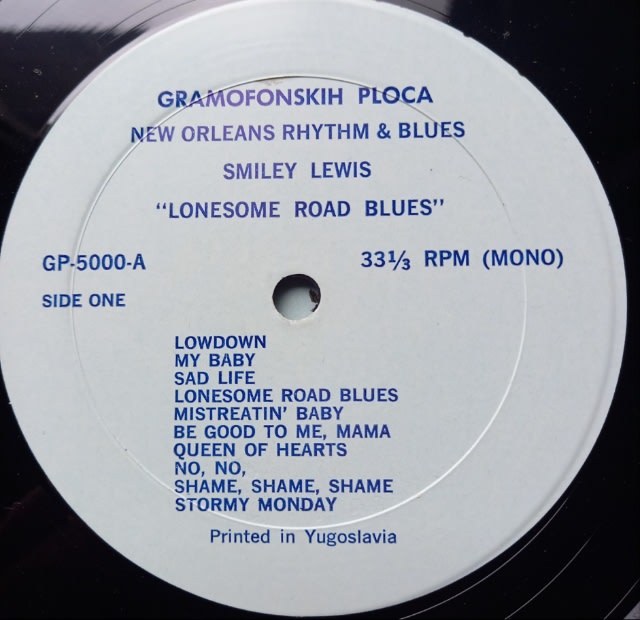 GRAMOFONSKIH PLOCA
NEW ORLEANS RHYTHM & BLUES
SMILEY LEWIS
"LONESOME ROAD BLUES"
GP-5000-A 33⅓ RPM (MONO)
SIDE ONE
LOWDOWN
MY BABY
SAD LIFE
LONESOME ROAD BLUES
MISTREATIN' BABY
BE GOOD TO ME, MAMA
QUEEN OF HEARTS
NO, NO,
SHAME, SHAME, SHAME
STORMY MONDAY
Printed in Yugoslavia